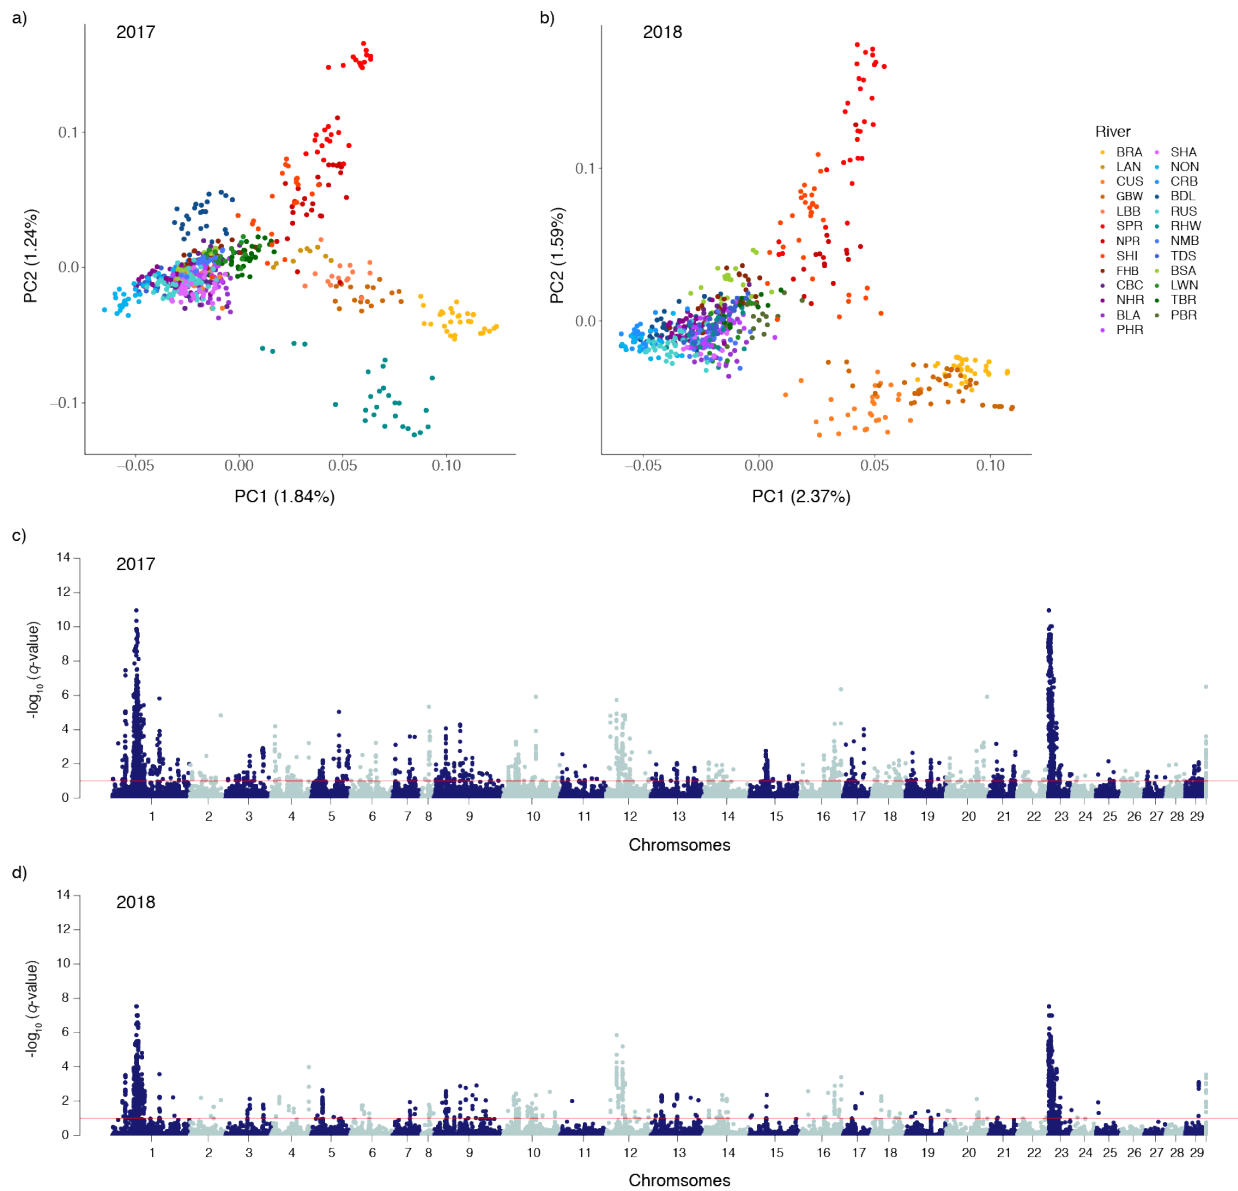 a)
2017
0.1
0.0
−0.1
PC2 (1.24%)
−0.05
0.00
0.05
0.10
PC1 (1.84%)
b)
2018
0.1
0.0
PC2 (1.59%)
−0.05
0.00
0.05
0.10
PC1 (2.37%)
River
BRA SHA
LAN NON
CUS CRB
GBW BDL
LBB RUS
SPR RHW
NPR NMB
SHI TDS
FHB BSA
CBC LWN
NHR TBR
BLA PBR
PHR
c)
2017
14
12
10
8
6
4
2
0
-log10 (q-value)
1 2 3 4 5 6 7 8 9 10 11 12 13 14 15 16 17 18 19 20 21 22 23 24 25 26 27 28 29
Chromsomes
d)
2018
14
12
10
8
6
4
2
0
-log10 (q-value)
1 2 3 4 5 6 7 8 9 10 11 12 13 14 15 16 17 18 19 20 21 22 23 24 25 26 27 28 29
Chromsomes